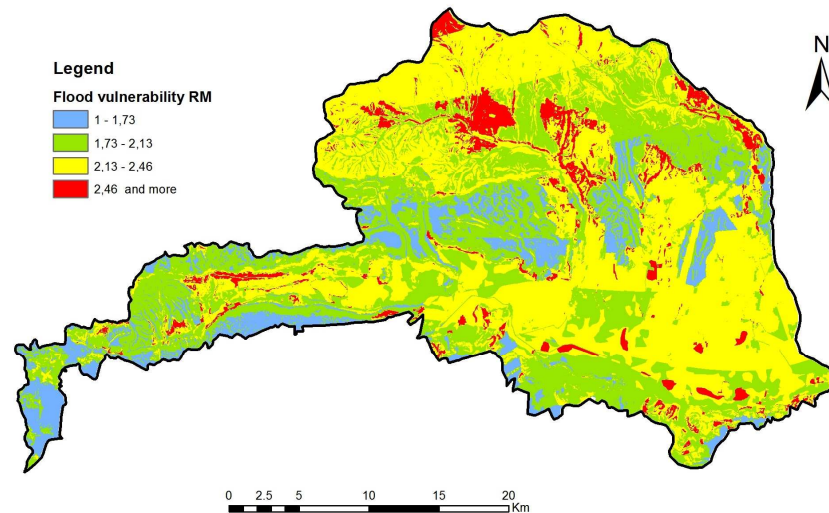 N
Legend
Flood vulnerability RM
1 - 1,73
1,73 - 2,13
2,13 - 2,46
2,46 and more
0 2.5 5 10 15 20
Km